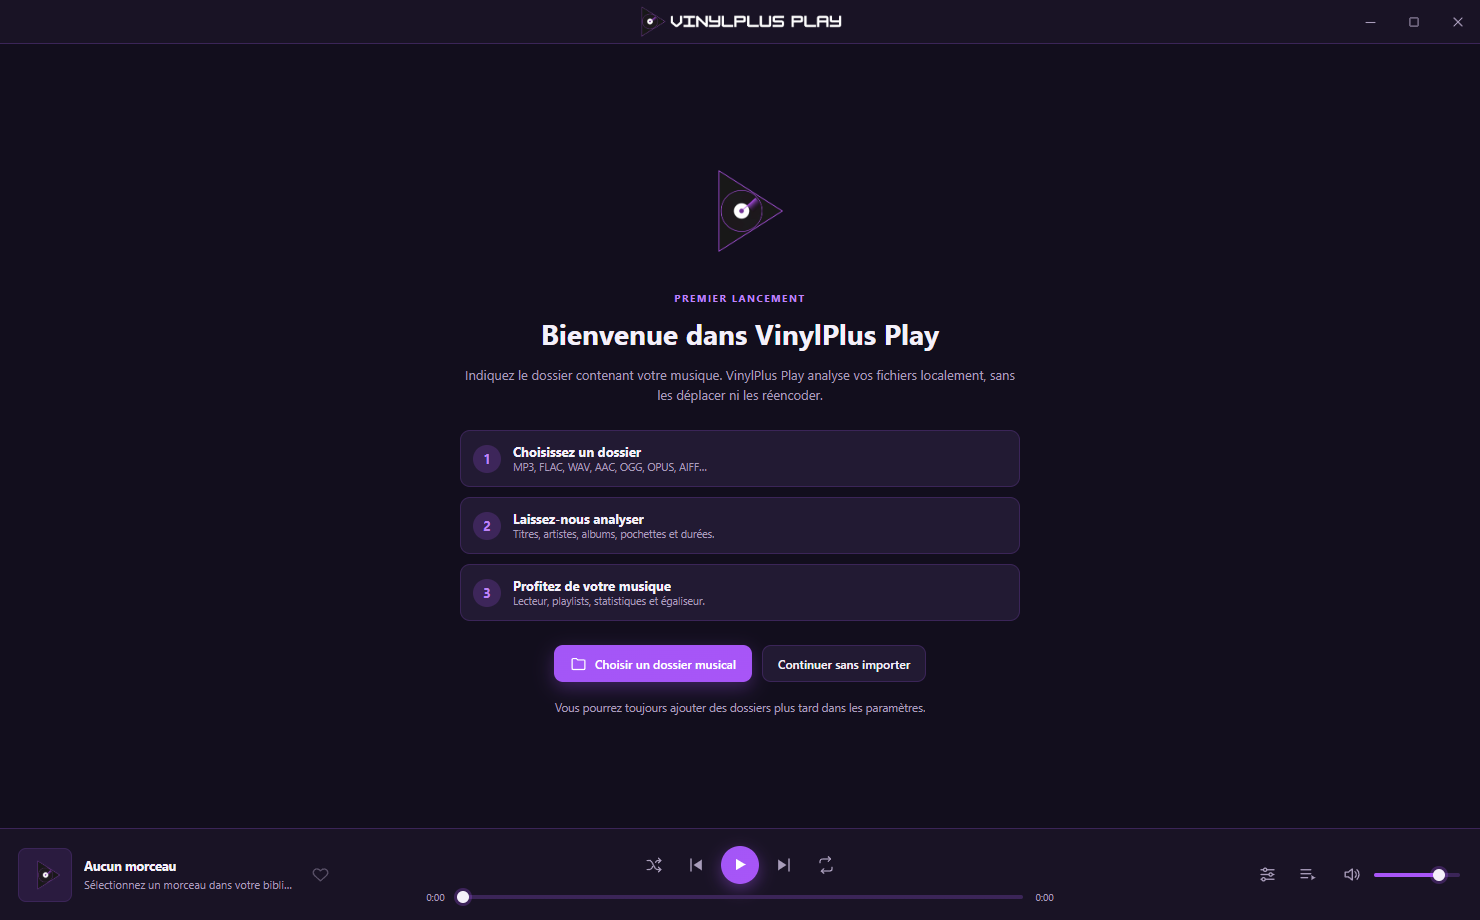 VINYLPLUS PLAY
PREMIER LANCEMENT
Bienvenue dans VinylPlus Play
Indiquez le dossier contenant votre musique. VinylPlus Play analyse vos fichiers localement, sans
les déplacer ni les réencoder.
1
Choisissez un dossier
MP3, FLAC, WAV, AAC, OGG, OPUS, AIFF...
2
Laissez-nous analyser
Titres, artistes, albums, pochettes et durées.
3
Profitez de votre musique
Lecteur, playlists, statistiques et égaliseur.
Choisir un dossier musical
Continuer sans importer
Vous pourrez toujours ajouter des dossiers plus tard dans les paramètres.
Aucun morceau
Sélectionnez un morceau dans votre bibli...
0:00
0:00